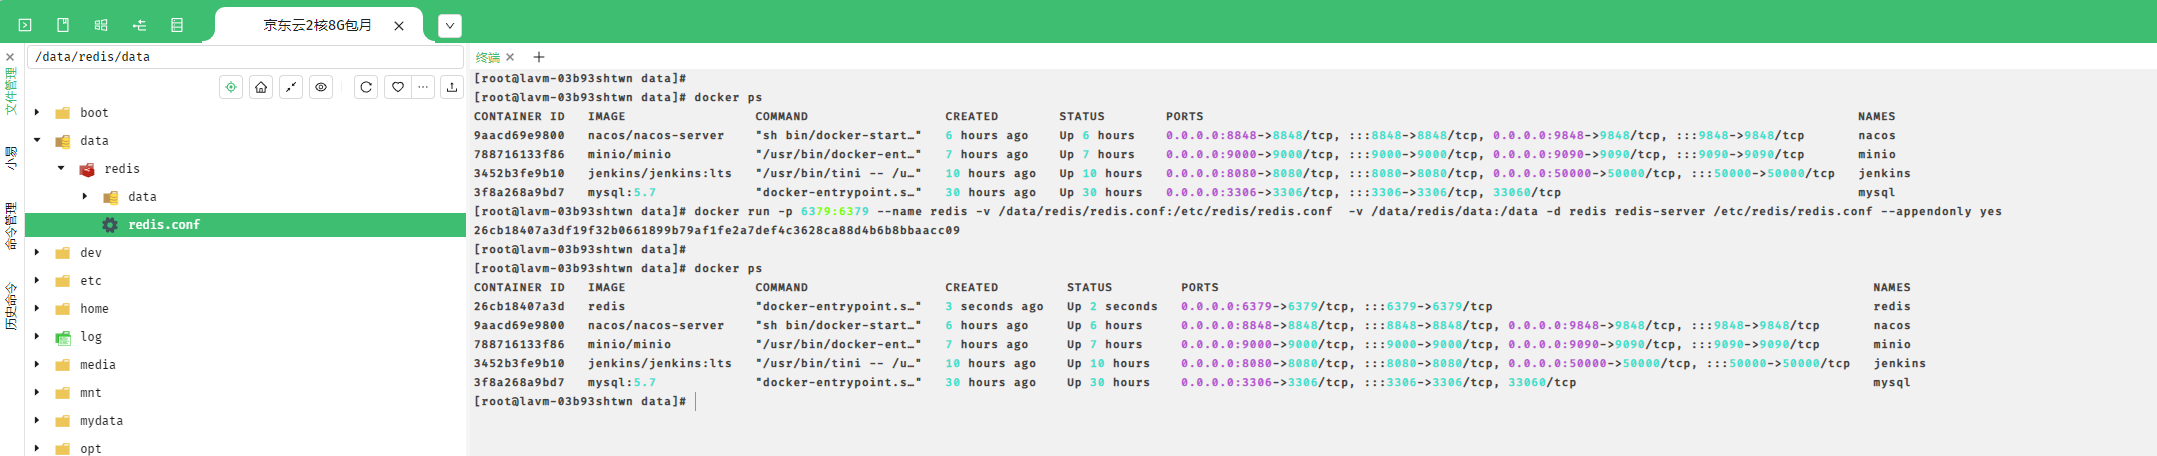 京东云2核8G包月
/data/redis/data
文件管理
小易
命令管理
历史命令
boot
data
redis
data
redis.conf
dev
etc
home
log
media
mnt
mydata
opt
终端
[root@lavm-03b93shtwn data]#
[root@lavm-03b93shtwn data]# docker ps
CONTAINER ID   IMAGE                 COMMAND                  CREATED        STATUS        PORTS                                                                                      NAMES
9aacd69e9800   nacos/nacos-server    "sh bin/docker-start…"   6 hours ago    Up 6 hours    0.0.0.0:8848->8848/tcp, :::8848->8848/tcp, 0.0.0.0:9848->9848/tcp, :::9848->9848/tcp       nacos
788716133f86   minio/minio           "/usr/bin/docker-ent…"   7 hours ago    Up 7 hours    0.0.0.0:9000->9000/tcp, :::9000->9000/tcp, 0.0.0.0:9090->9090/tcp, :::9090->9090/tcp       minio
3452b3fe9b10   jenkins/jenkins:lts   "/usr/bin/tini -- /u…"   10 hours ago   Up 10 hours   0.0.0.0:8080->8080/tcp, :::8080->8080/tcp, 0.0.0.0:50000->50000/tcp, :::50000->50000/tcp   jenkins
3f8a268a9bd7   mysql:5.7             "docker-entrypoint.s…"   30 hours ago   Up 30 hours   0.0.0.0:3306->3306/tcp, :::3306->3306/tcp, 33060/tcp                                       mysql
[root@lavm-03b93shtwn data]# docker run -p 6379:6379 --name redis -v /data/redis/redis.conf:/etc/redis/redis.conf  -v /data/redis/data:/data -d redis redis-server /etc/redis/redis.conf --appendonly yes
26cb18407a3df19f32b0661899b79af1fe2a7def4c3628ca88d4b6b8bbaacc09
[root@lavm-03b93shtwn data]#
[root@lavm-03b93shtwn data]# docker ps
CONTAINER ID   IMAGE                 COMMAND                  CREATED         STATUS         PORTS                                                                                      NAMES
26cb18407a3d   redis                 "docker-entrypoint.s…"   3 seconds ago   Up 2 seconds   0.0.0.0:6379->6379/tcp, :::6379->6379/tcp                                                  redis
9aacd69e9800   nacos/nacos-server    "sh bin/docker-start…"   6 hours ago     Up 6 hours     0.0.0.0:8848->8848/tcp, :::8848->8848/tcp, 0.0.0.0:9848->9848/tcp, :::9848->9848/tcp       nacos
788716133f86   minio/minio           "/usr/bin/docker-ent…"   7 hours ago     Up 7 hours     0.0.0.0:9000->9000/tcp, :::9000->9000/tcp, 0.0.0.0:9090->9090/tcp, :::9090->9090/tcp       minio
3452b3fe9b10   jenkins/jenkins:lts   "/usr/bin/tini -- /u…"   10 hours ago    Up 10 hours    0.0.0.0:8080->8080/tcp, :::8080->8080/tcp, 0.0.0.0:50000->50000/tcp, :::50000->50000/tcp   jenkins
3f8a268a9bd7   mysql:5.7             "docker-entrypoint.s…"   30 hours ago    Up 30 hours    0.0.0.0:3306->3306/tcp, :::3306->3306/tcp, 33060/tcp                                       mysql
[root@lavm-03b93shtwn data]#